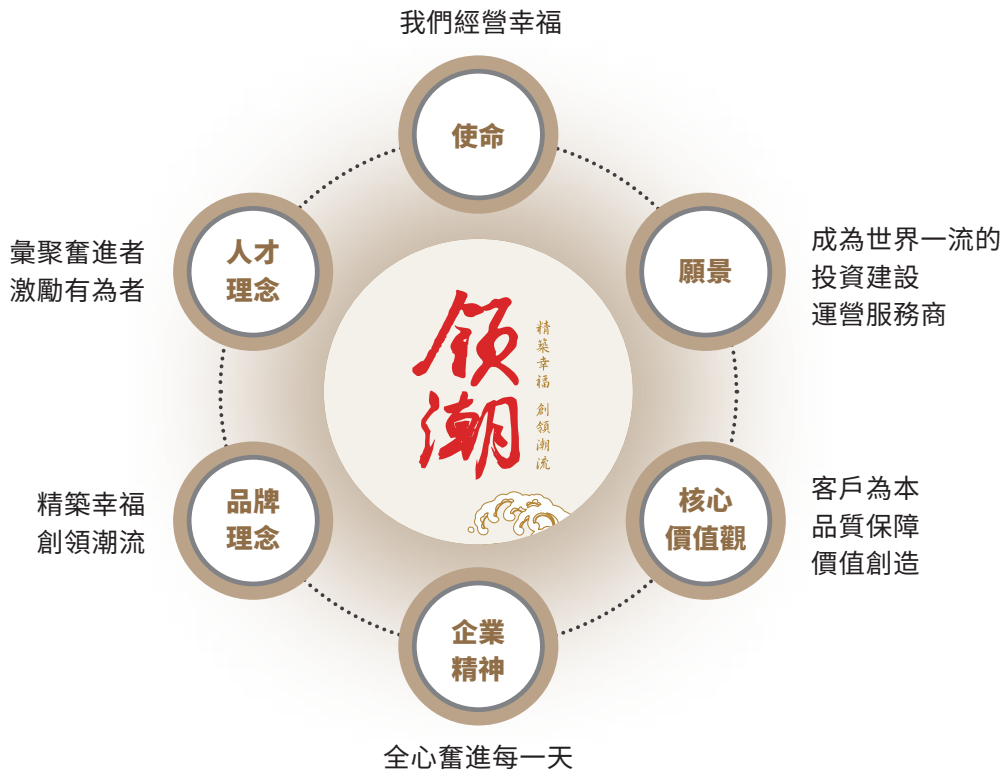 我們經營幸福
使命
願景
成為世界一流的
投資建設
運營服務商
核心
價值觀
客戶為本
品質保障
價值創造
企業
精神
全心奮進每一天
品牌
理念
精築幸福
創領潮流
人才
理念
彙聚奮進者
激勵有為者
領潮
精築幸福 創領潮流